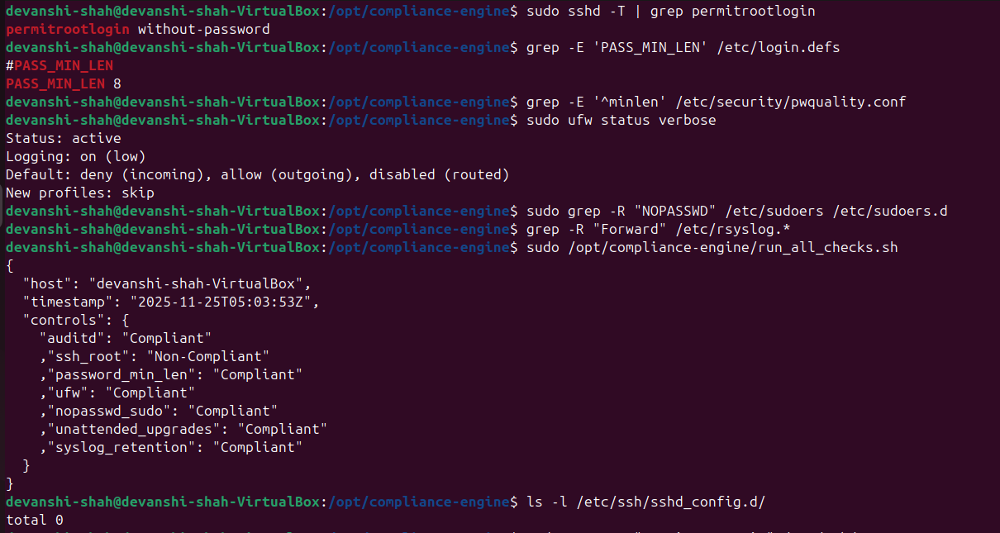 devanshi-shah@devanshi-shah-VirtualBox:/opt/compliance-engine$ sudo sshd -T | grep permitrootlogin
permitrootlogin without-password
devanshi-shah@devanshi-shah-VirtualBox:/opt/compliance-engine$ grep -E 'PASS_MIN_LEN' /etc/login.defs
#PASS_MIN_LEN
PASS_MIN_LEN 8
devanshi-shah@devanshi-shah-VirtualBox:/opt/compliance-engine$ grep -E '^minlen' /etc/security/pwquality.conf
devanshi-shah@devanshi-shah-VirtualBox:/opt/compliance-engine$ sudo ufw status verbose
Status: active
Logging: on (low)
Default: deny (incoming), allow (outgoing), disabled (routed)
New profiles: skip
devanshi-shah@devanshi-shah-VirtualBox:/opt/compliance-engine$ sudo grep -R "NOPASSWD" /etc/sudoers /etc/sudoers.d
devanshi-shah@devanshi-shah-VirtualBox:/opt/compliance-engine$ grep -R "Forward" /etc/rsyslog.*
devanshi-shah@devanshi-shah-VirtualBox:/opt/compliance-engine$ sudo /opt/compliance-engine/run_all_checks.sh
{
  "host": "devanshi-shah-VirtualBox",
  "timestamp": "2025-11-25T05:03:53Z",
  "controls": {
    "auditd": "Compliant"
    ,"ssh_root": "Non-Compliant"
    ,"password_min_len": "Compliant"
    ,"ufw": "Compliant"
    ,"nopasswd_sudo": "Compliant"
    ,"unattended_upgrades": "Compliant"
    ,"syslog_retention": "Compliant"
  }
}
devanshi-shah@devanshi-shah-VirtualBox:/opt/compliance-engine$ ls -l /etc/ssh/sshd_config.d/
total 0